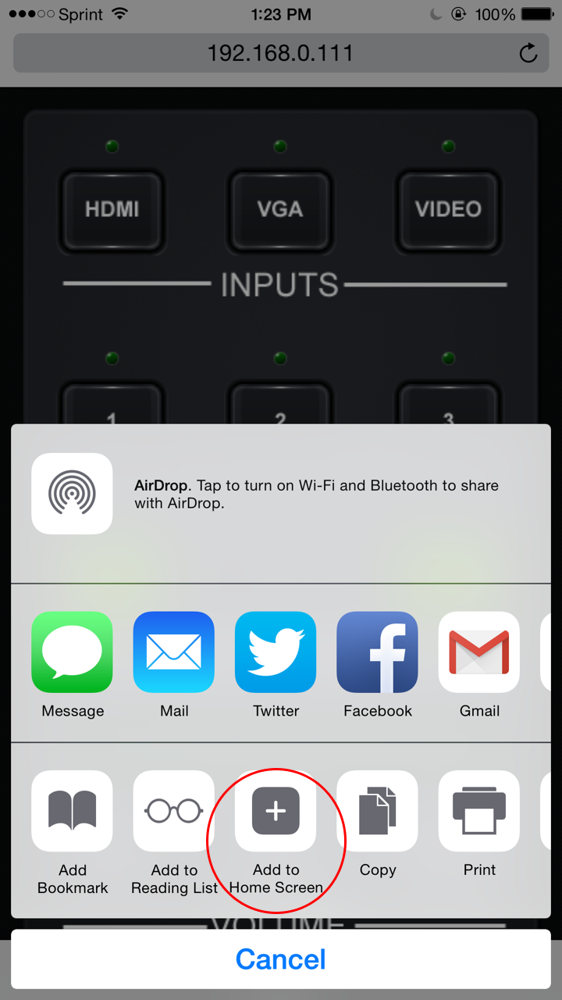 Sprint 1:23 PM 100%
192.168.0.111
HDMI VGA VIDEO
INPUTS
1 2 3
AirDrop. Tap to turn on Wi-Fi and Bluetooth to share
with AirDrop.
Message Mail Twitter Facebook Gmail
Add Add to Add to Copy Print
Bookmark Reading List Home Screen
VOLUME
Cancel